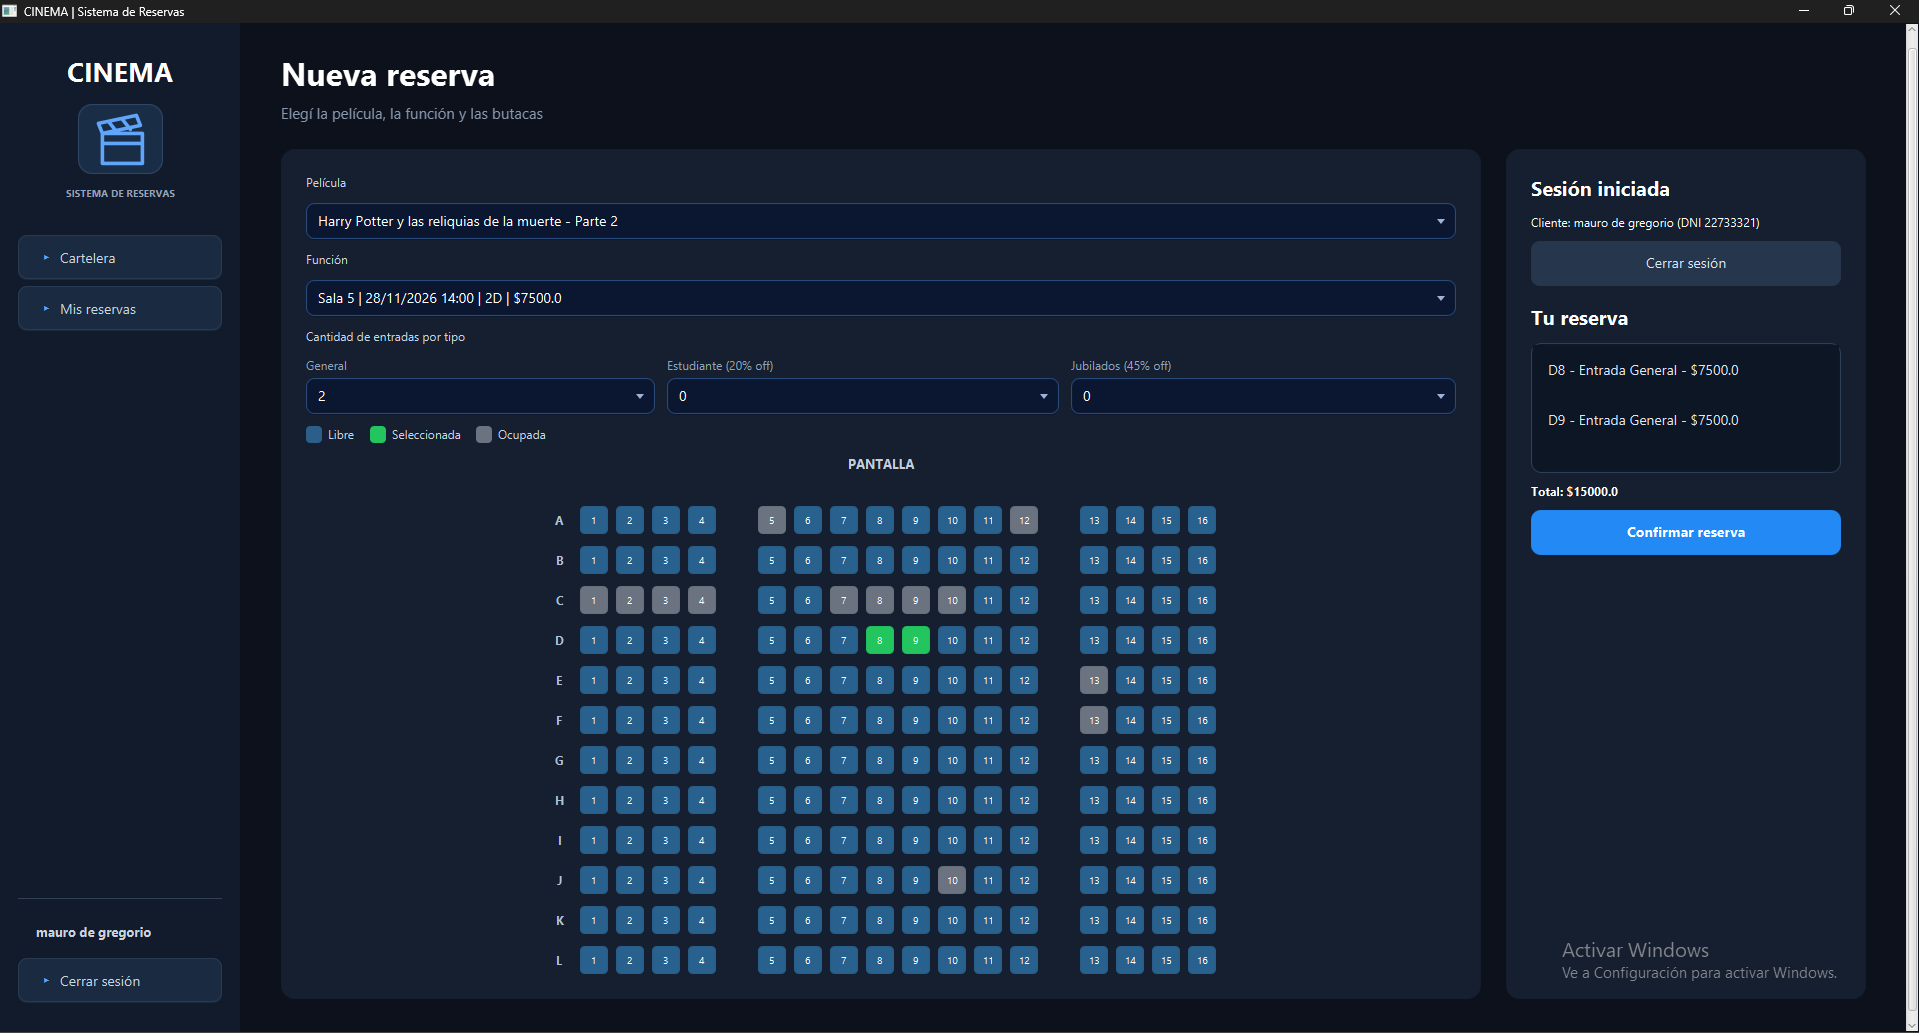 CINEMA | Sistema de Reservas
CINEMA
SISTEMA DE RESERVAS
Cartelera
Mis reservas
mauro de gregorio
Cerrar sesión
Nueva reserva
Elegí la película, la función y las butacas
Película
Harry Potter y las reliquias de la muerte - Parte 2
Función
Sala 5 | 28/11/2026 14:00 | 2D | $7500.0
Cantidad de entradas por tipo
General Estudiante (20% off) Jubilados (45% off)
2 0 0
Libre Seleccionada Ocupada
PANTALLA
A 1 2 3 4 5 6 7 8 9 10 11 12 13 14 15 16
B 1 2 3 4 5 6 7 8 9 10 11 12 13 14 15 16
C 1 2 3 4 5 6 7 8 9 10 11 12 13 14 15 16
D 1 2 3 4 5 6 7 8 9 10 11 12 13 14 15 16
E 1 2 3 4 5 6 7 8 9 10 11 12 13 14 15 16
F 1 2 3 4 5 6 7 8 9 10 11 12 13 14 15 16
G 1 2 3 4 5 6 7 8 9 10 11 12 13 14 15 16
H 1 2 3 4 5 6 7 8 9 10 11 12 13 14 15 16
I 1 2 3 4 5 6 7 8 9 10 11 12 13 14 15 16
J 1 2 3 4 5 6 7 8 9 10 11 12 13 14 15 16
K 1 2 3 4 5 6 7 8 9 10 11 12 13 14 15 16
L 1 2 3 4 5 6 7 8 9 10 11 12 13 14 15 16
Sesión iniciada
Cliente: mauro de gregorio (DNI 22733321)
Cerrar sesión
Tu reserva
D8 - Entrada General - $7500.0
D9 - Entrada General - $7500.0
Total: $15000.0
Confirmar reserva
Activar Windows
Ve a Configuración para activar Windows.